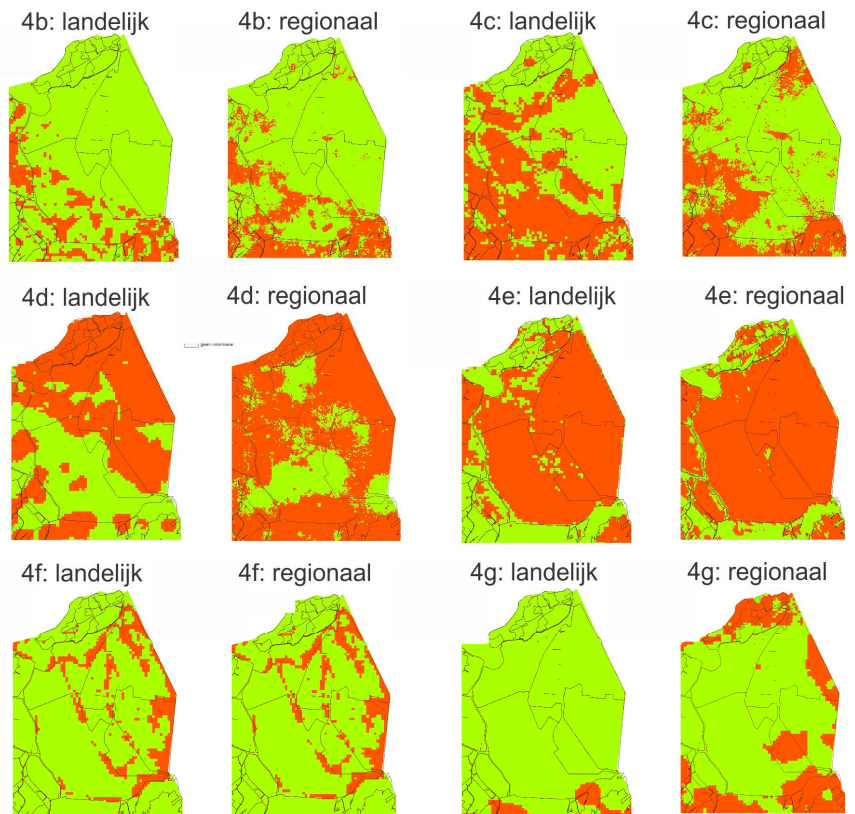 4b: landelijk
4b: regionaal
4c: landelijk
4c: regionaal
4d: landelijk
4d: regionaal
4e: landelijk
4e: regionaal
4f: landelijk
4f: regionaal
4g: landelijk
4g: regionaal